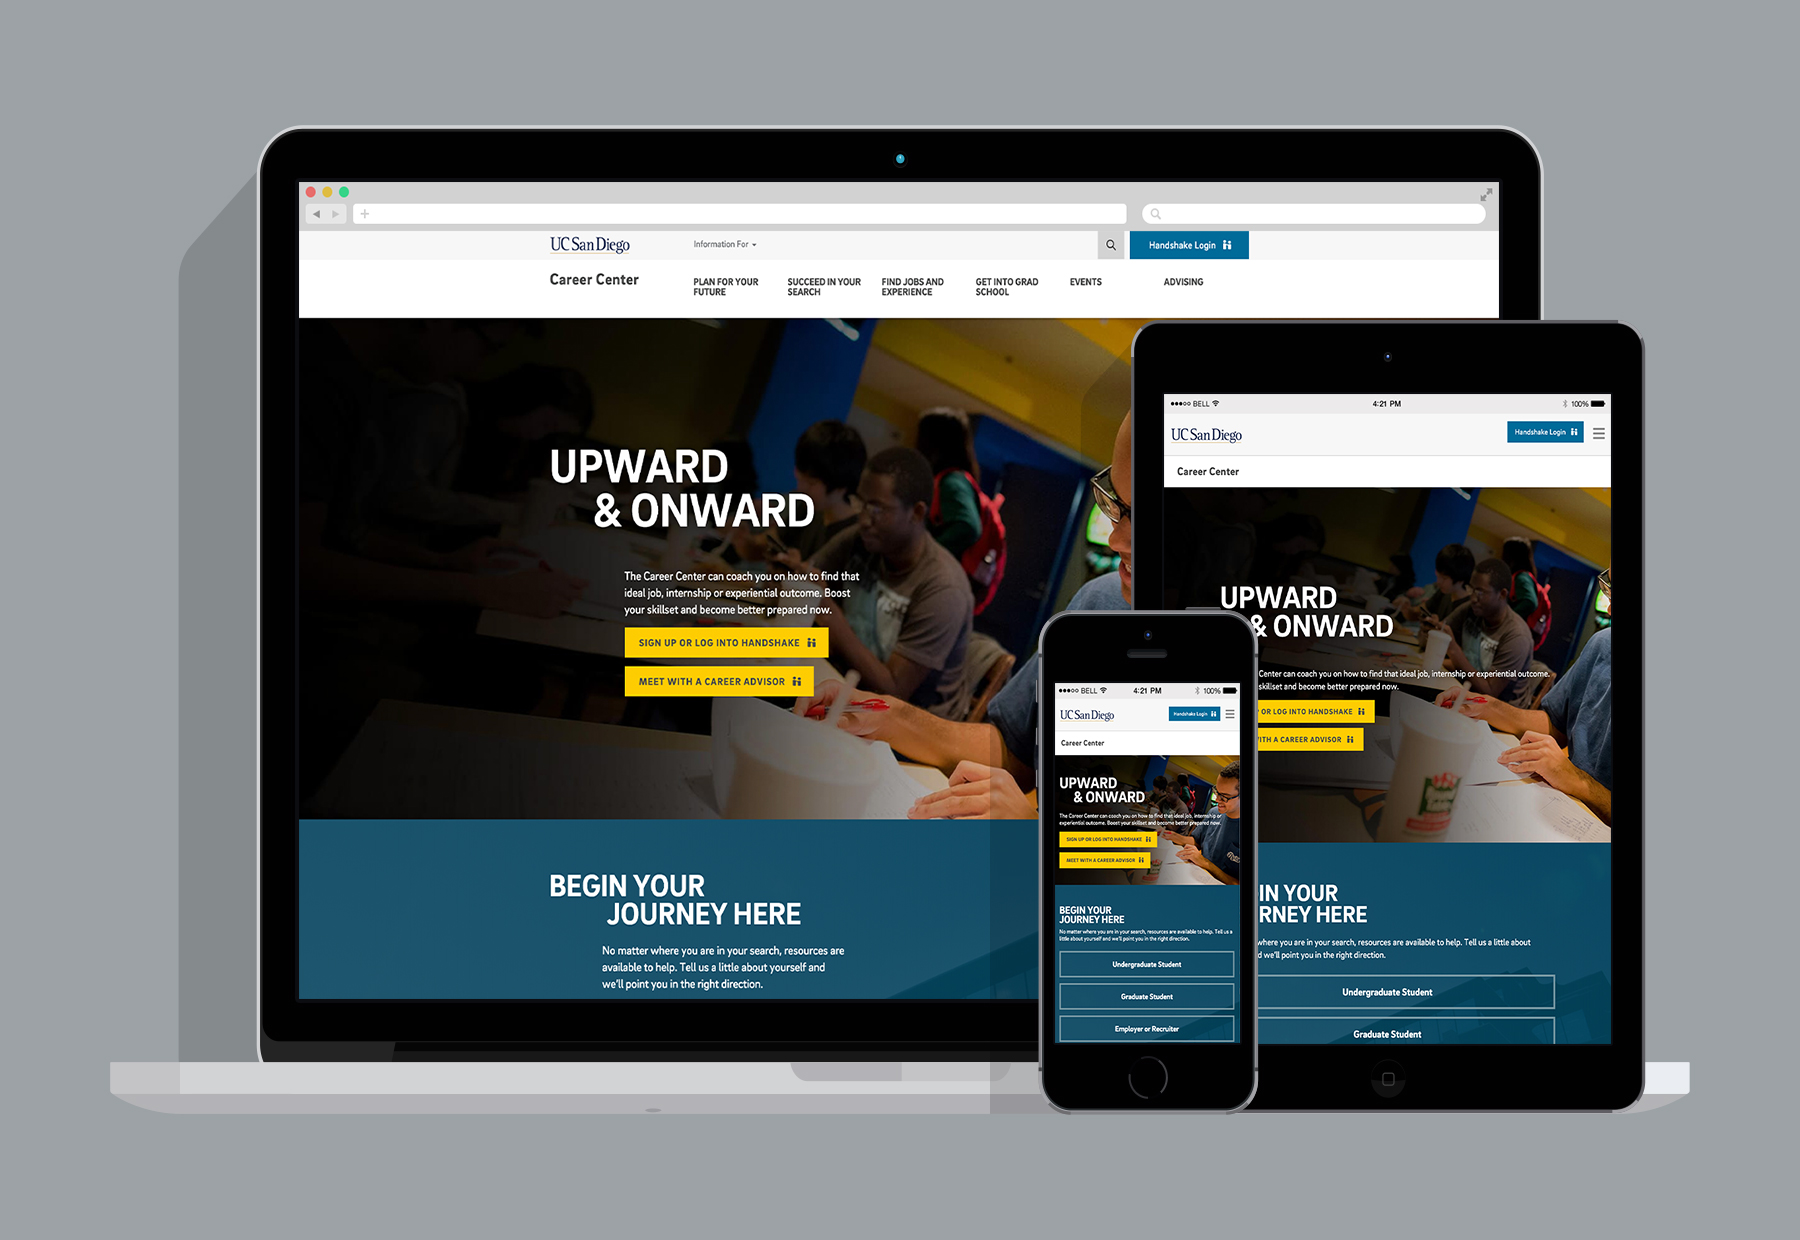 UC San Diego
Information For
Handshake Login
Career Center
PLAN FOR YOUR
FUTURE
SUCCEED IN YOUR
SEARCH
FIND JOBS AND
EXPERIENCE
GET INTO GRAD
SCHOOL
EVENTS
ADVISING
UPWARD
& ONWARD
The Career Center can coach you on how to find that
ideal job, internship or experiential outcome. Boost
your skillset and become better prepared now.
SIGN UP OR LOG INTO HANDSHAKE
MEET WITH A CAREER ADVISOR
BEGIN YOUR
JOURNEY HERE
No matter where you are in your search, resources are
available to help. Tell us a little about yourself and
we'll point you in the right direction.
BELL
4:21 PM
100%
UC San Diego
Handshake Login
Career Center
UPWARD
& ONWARD
Center can coach you on how to find that ideal job, internship or experiential outcome.
skillset and become better prepared now.
OR LOG INTO HANDSHAKE
WITH A CAREER ADVISOR
IN YOUR
RNEY HERE
where you are in your search, resources are available to help. Tell us a little about
d we'll point you in the right direction.
Undergraduate Student
Graduate Student
BELL
4:21 PM
100%
UC San Diego
Handshake Login
Career Center
UPWARD
& ONWARD
The Career Center can coach you on how to find that ideal job, internship or
experiential outcome. Boost your skillset and become better prepared now.
SIGN UP OR LOG INTO HANDSHAKE
MEET WITH A CAREER ADVISOR
BEGIN YOUR
JOURNEY HERE
No matter where you are in your search, resources are available to help. Tell us a
little about yourself and we'll point you in the right direction.
Undergraduate Student
Graduate Student
Employer or Recruiter